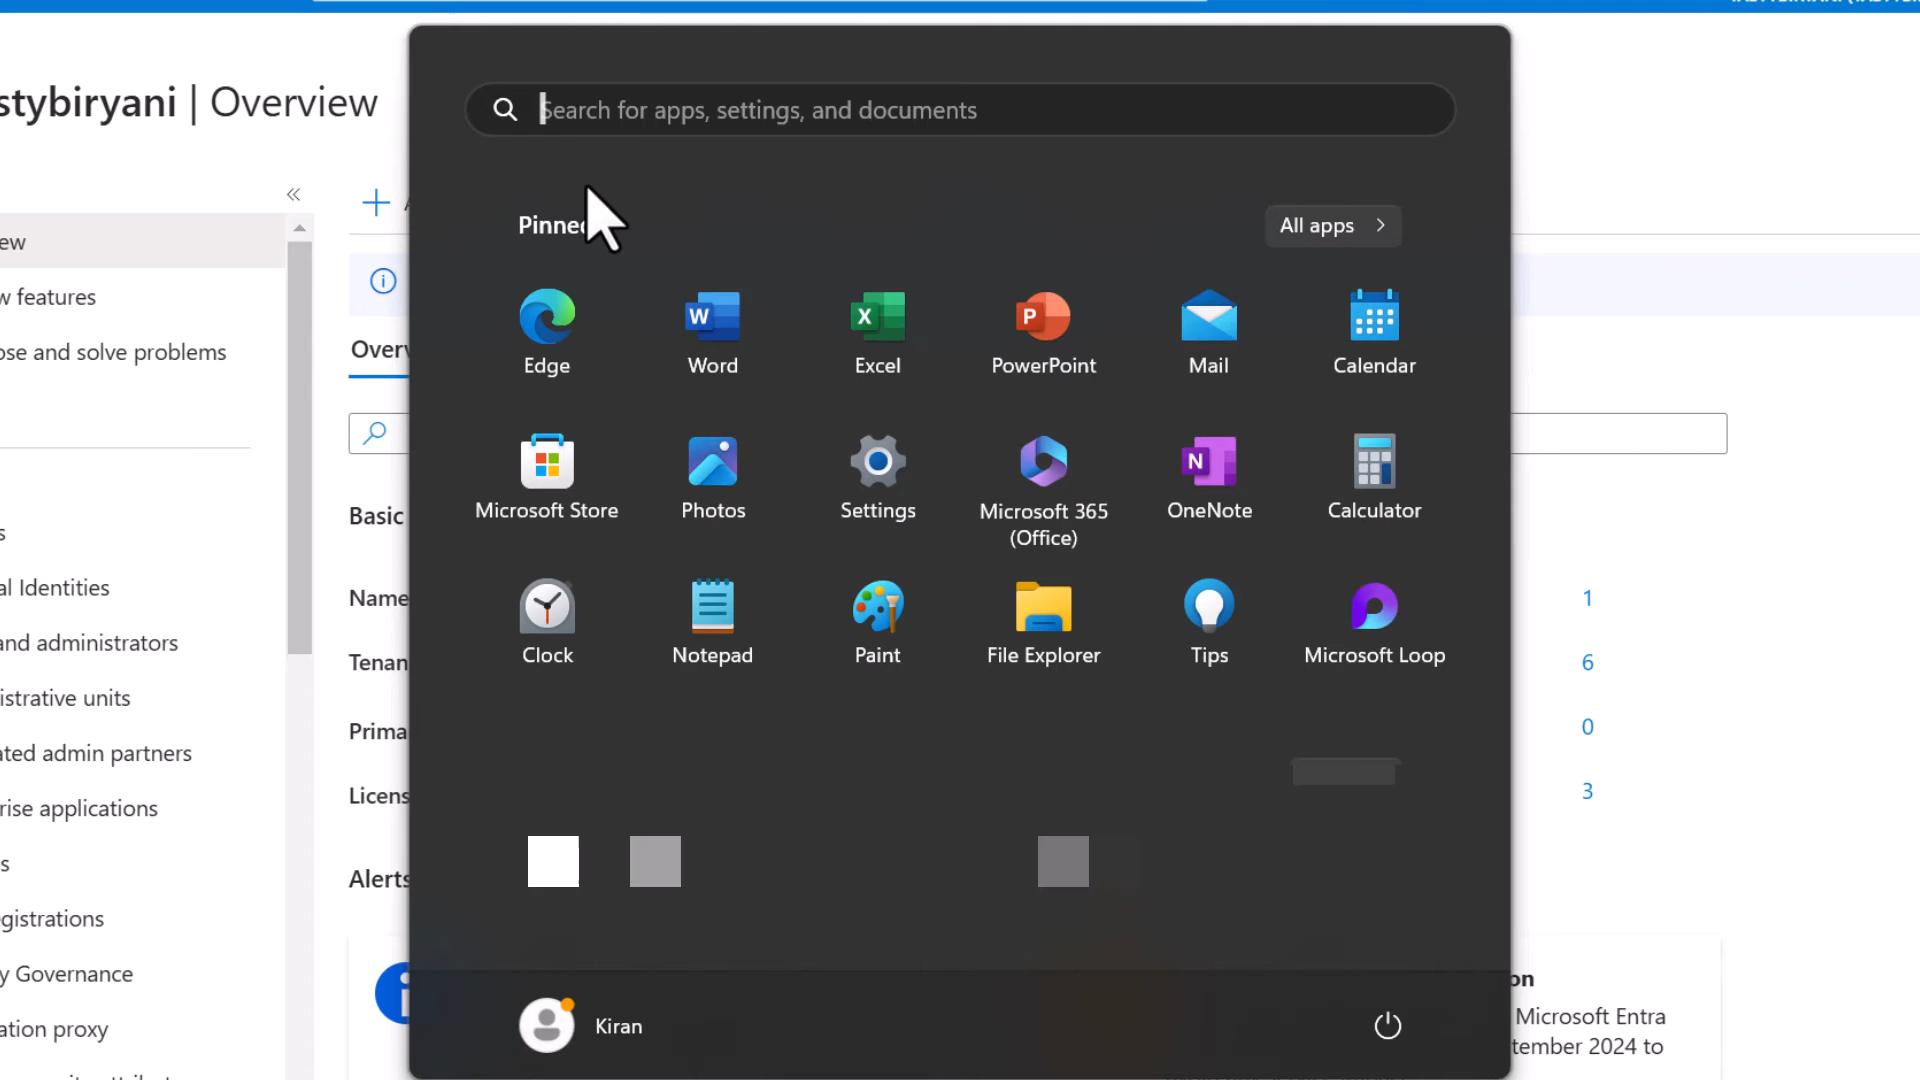 stybiryani | Overview
Search for apps, settings, and documents
Pinned
All apps
ew
w features
ose and solve problems
Overv
Edge
Word
Excel
PowerPoint
Mail
Calendar
Microsoft Store
Photos
Settings
Microsoft 365
(Office)
OneNote
Calculator
Basic
s
al Identities
Name
1
Clock
Notepad
Paint
File Explorer
Tips
Microsoft Loop
and administrators
Tenan
6
istrative units
Prima
0
ated admin partners
Licens
3
rise applications
s
Alerts
egistrations
y Governance
on
Kiran
Microsoft Entra
ation proxy
tember 2024 to